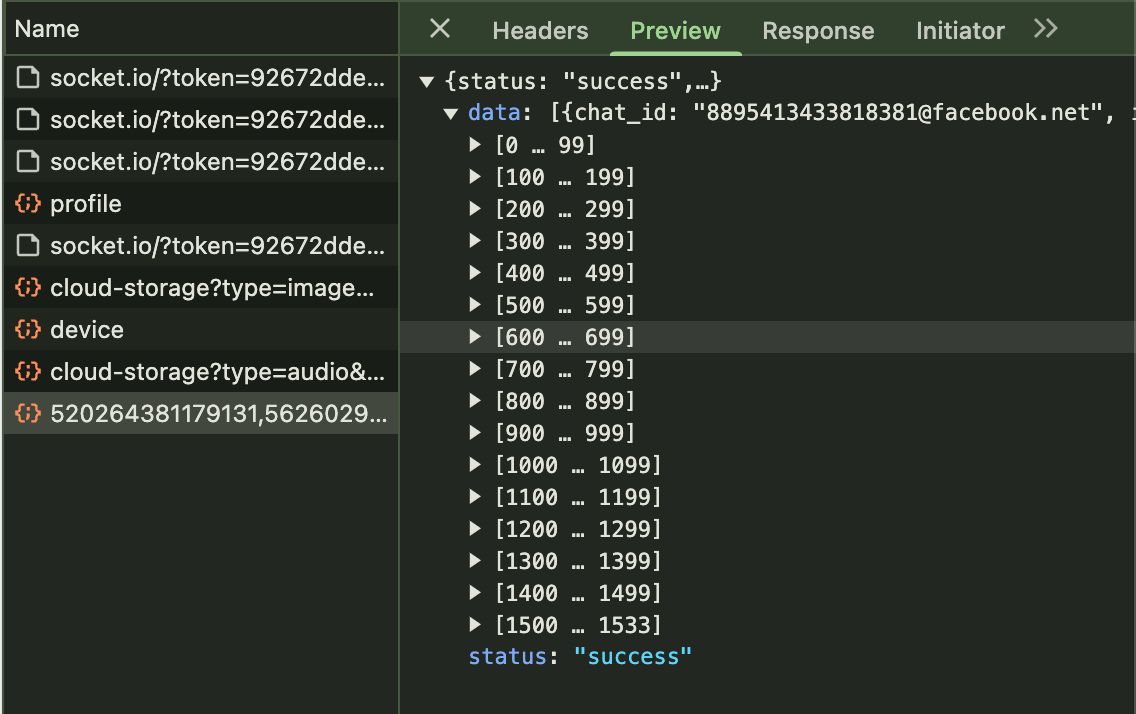 Name
socket.io/?token=92672dde...
socket.io/?token=92672dde...
socket.io/?token=92672dde...
profile
socket.io/?token=92672dde...
cloud-storage?type=image...
device
cloud-storage?type=audio&...
520264381179131,5626029...
Headers Preview Response Initiator
{status: "success",…}
data: [{chat_id: "8895413433818381@facebook.net",
[0 … 99]
[100 … 199]
[200 … 299]
[300 … 399]
[400 … 499]
[500 … 599]
[600 … 699]
[700 … 799]
[800 … 899]
[900 … 999]
[1000 … 1099]
[1100 … 1199]
[1200 … 1299]
[1300 … 1399]
[1400 … 1499]
[1500 … 1533]
status: "success"